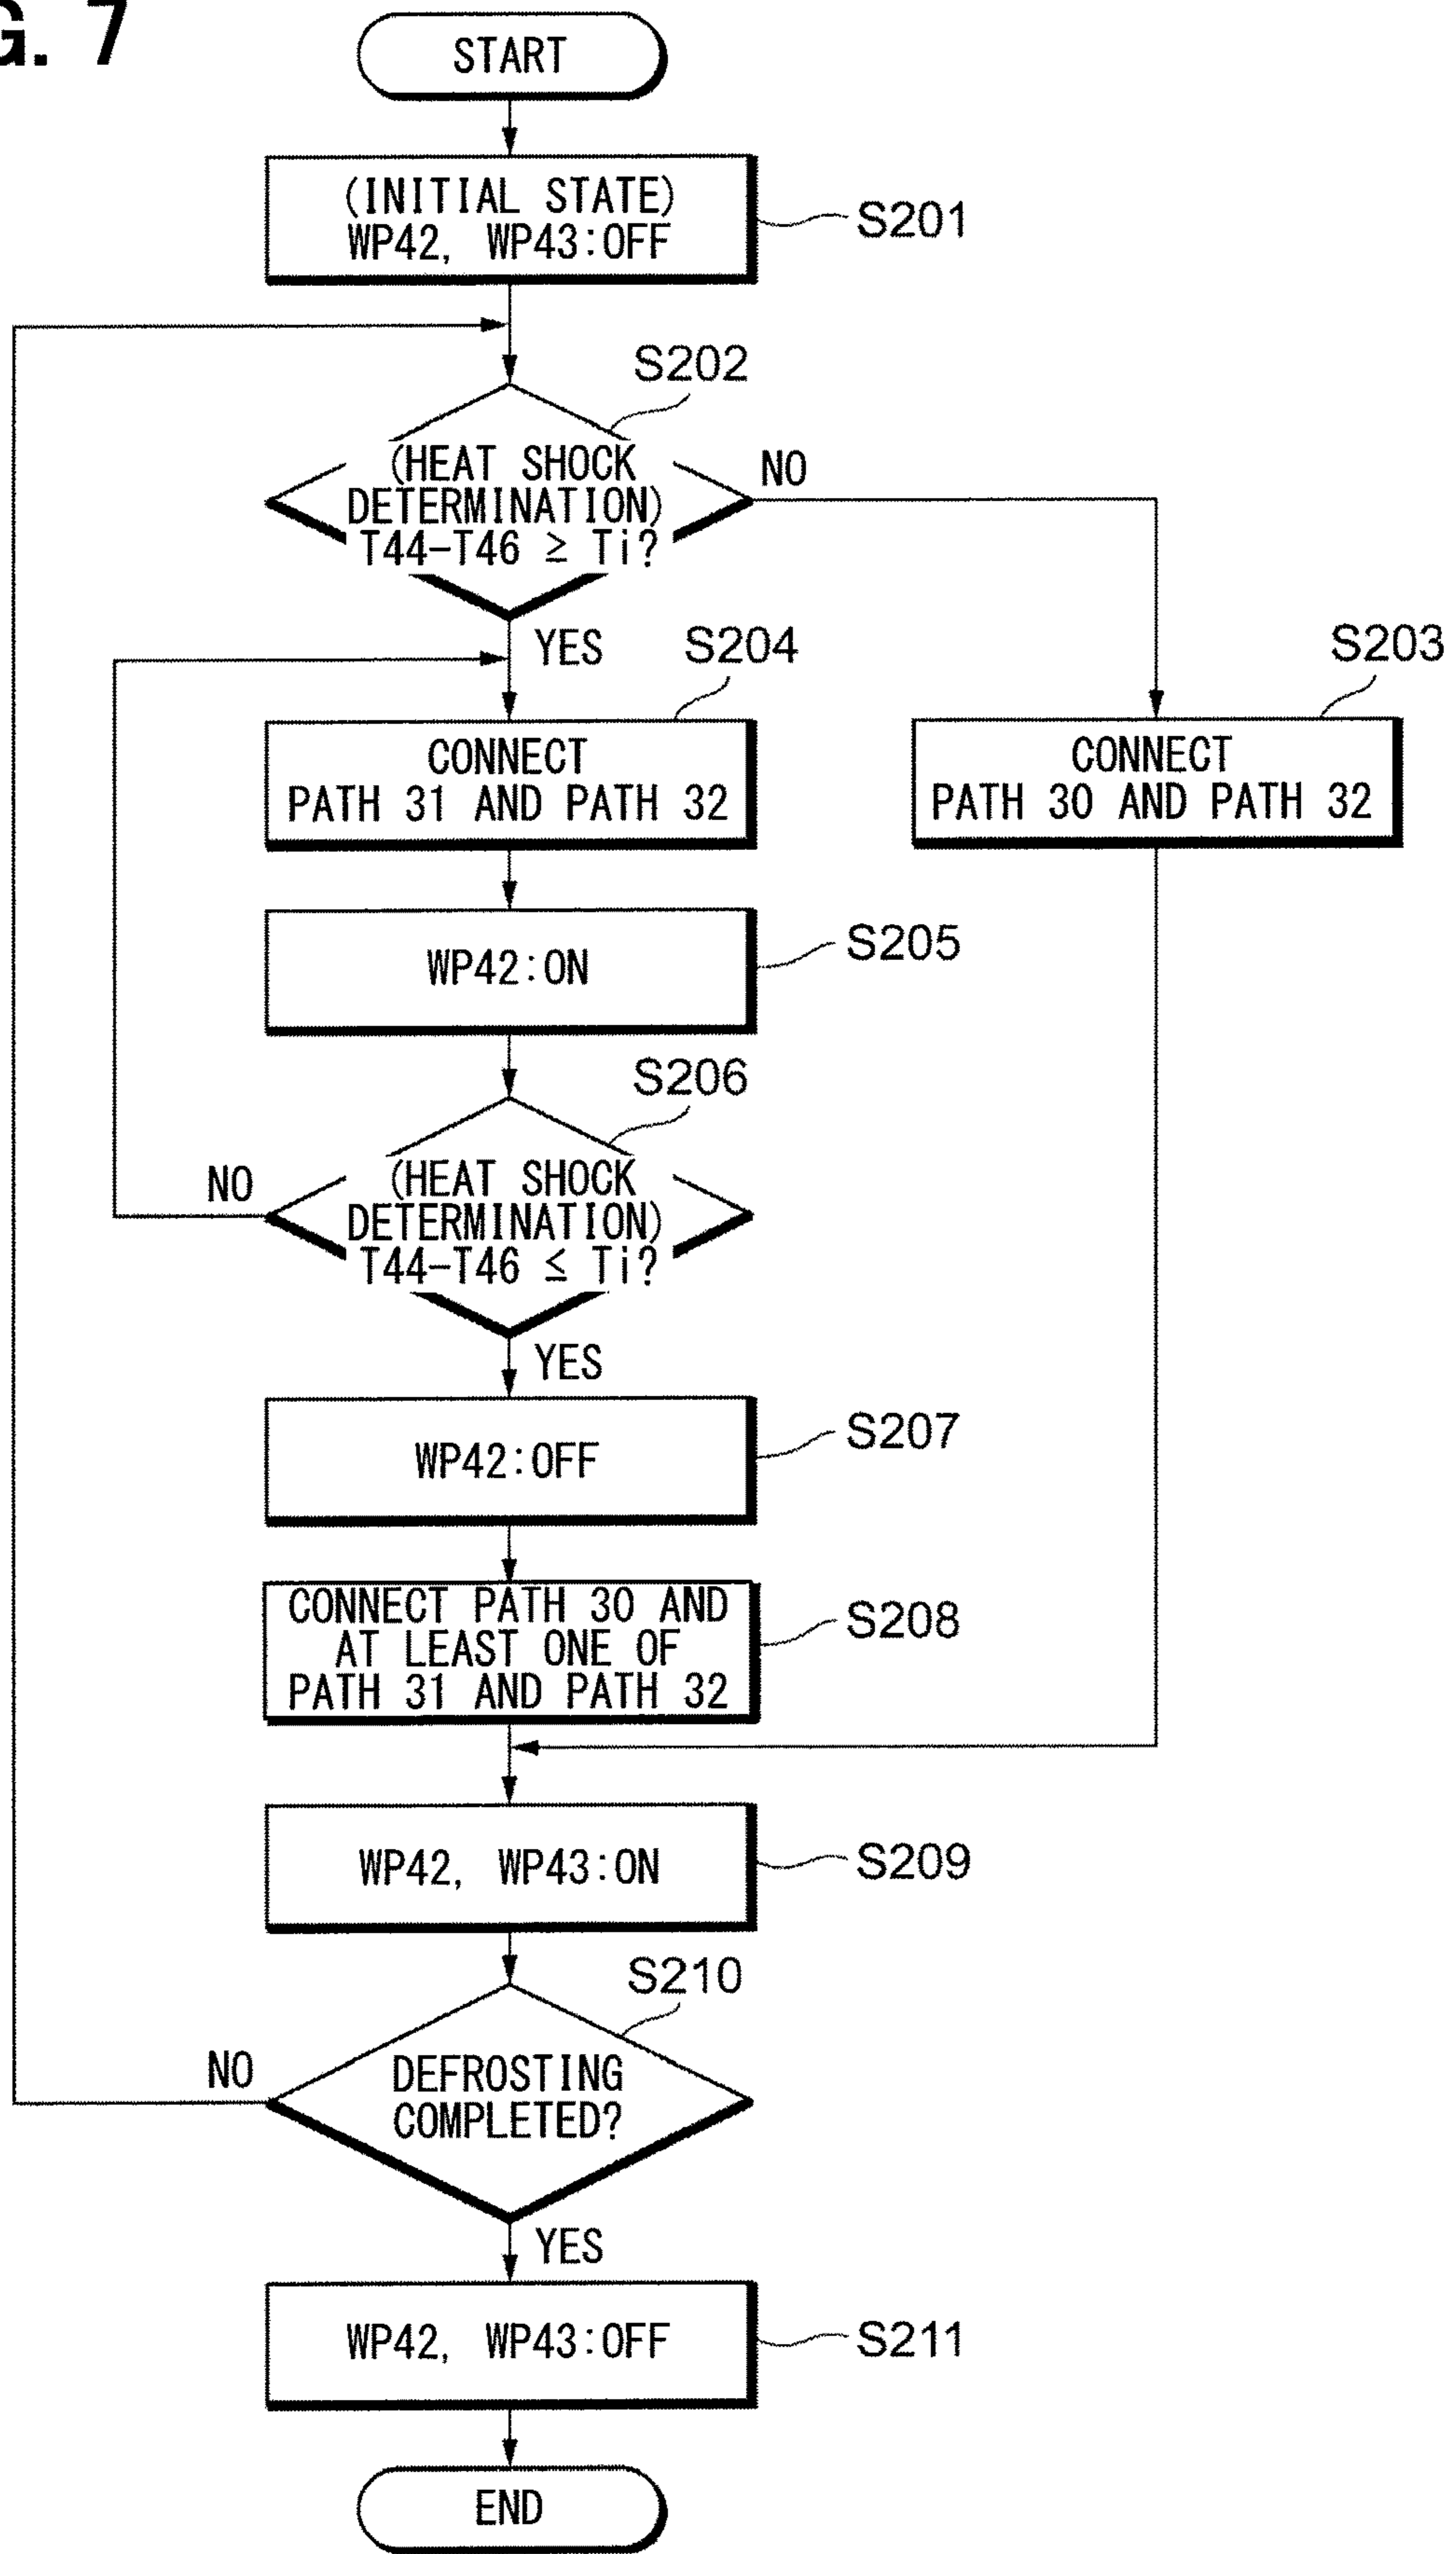 G. 7
START
(INITIAL STATE)
WP42, WP43:OFF
S201
S202
(HEAT SHOCK
DETERMINATION)
T44-T46 ≥ Ti?
NO
YES
S204
S203
CONNECT
PATH 31 AND PATH 32
CONNECT
PATH 30 AND PATH 32
WP42:ON
S205
S206
(HEAT SHOCK
DETERMINATION)
T44-T46 ≤ Ti?
NO
YES
WP42:OFF
S207
CONNECT PATH 30 AND
AT LEAST ONE OF
PATH 31 AND PATH 32
S208
WP42, WP43:ON
S209
S210
DEFROSTING
COMPLETED?
NO
YES
WP42, WP43:OFF
S211
END